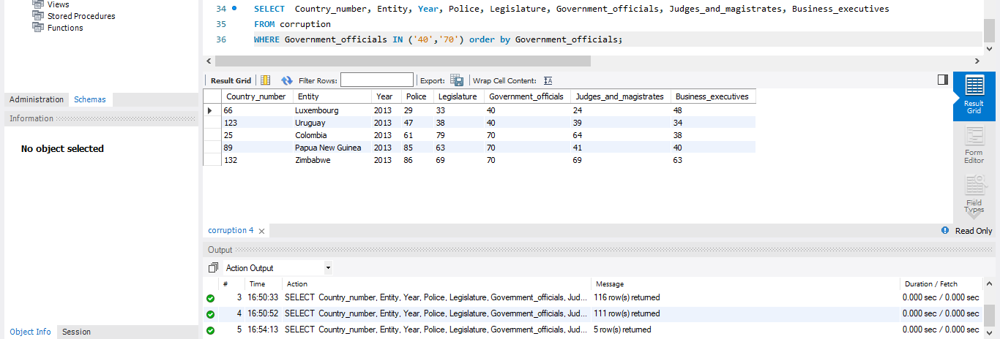 Views
Stored Procedures
Functions
Administration Schemas
Information
No object selected
Object Info Session
34 SELECT Country_number, Entity, Year, Police, Legislature, Government_officials, Judges_and_magistrates, Business_executives
35 FROM corruption
36 WHERE Government_officials IN ('40','70') order by Government_officials;
Result Grid Filter Rows: Export: Wrap Cell Content: IA
Country_number Entity Year Police Legislature Government_officials Judges_and_magistrates Business_executives
66 Luxembourg 2013 29 33 40 24 48
123 Uruguay 2013 47 38 40 39 34
25 Colombia 2013 61 79 70 64 38
89 Papua New Guinea 2013 85 63 70 41 40
132 Zimbabwe 2013 86 69 70 69 63
Result
Grid
Form
Editor
Field
Types
corruption 4
Read Only
Output
Action Output
# Time Action Message Duration / Fetch
3 16:50:33 SELECT Country_number, Entity, Year, Police, Legislature, Government_officials, Jud... 116 row(s) returned 0.000 sec / 0.000 sec
4 16:50:52 SELECT Country_number, Entity, Year, Police, Legislature, Government_officials, Jud... 111 row(s) returned 0.000 sec / 0.000 sec
5 16:54:13 SELECT Country_number, Entity, Year, Police, Legislature, Government_officials, Jud... 5 row(s) returned 0.000 sec / 0.000 sec